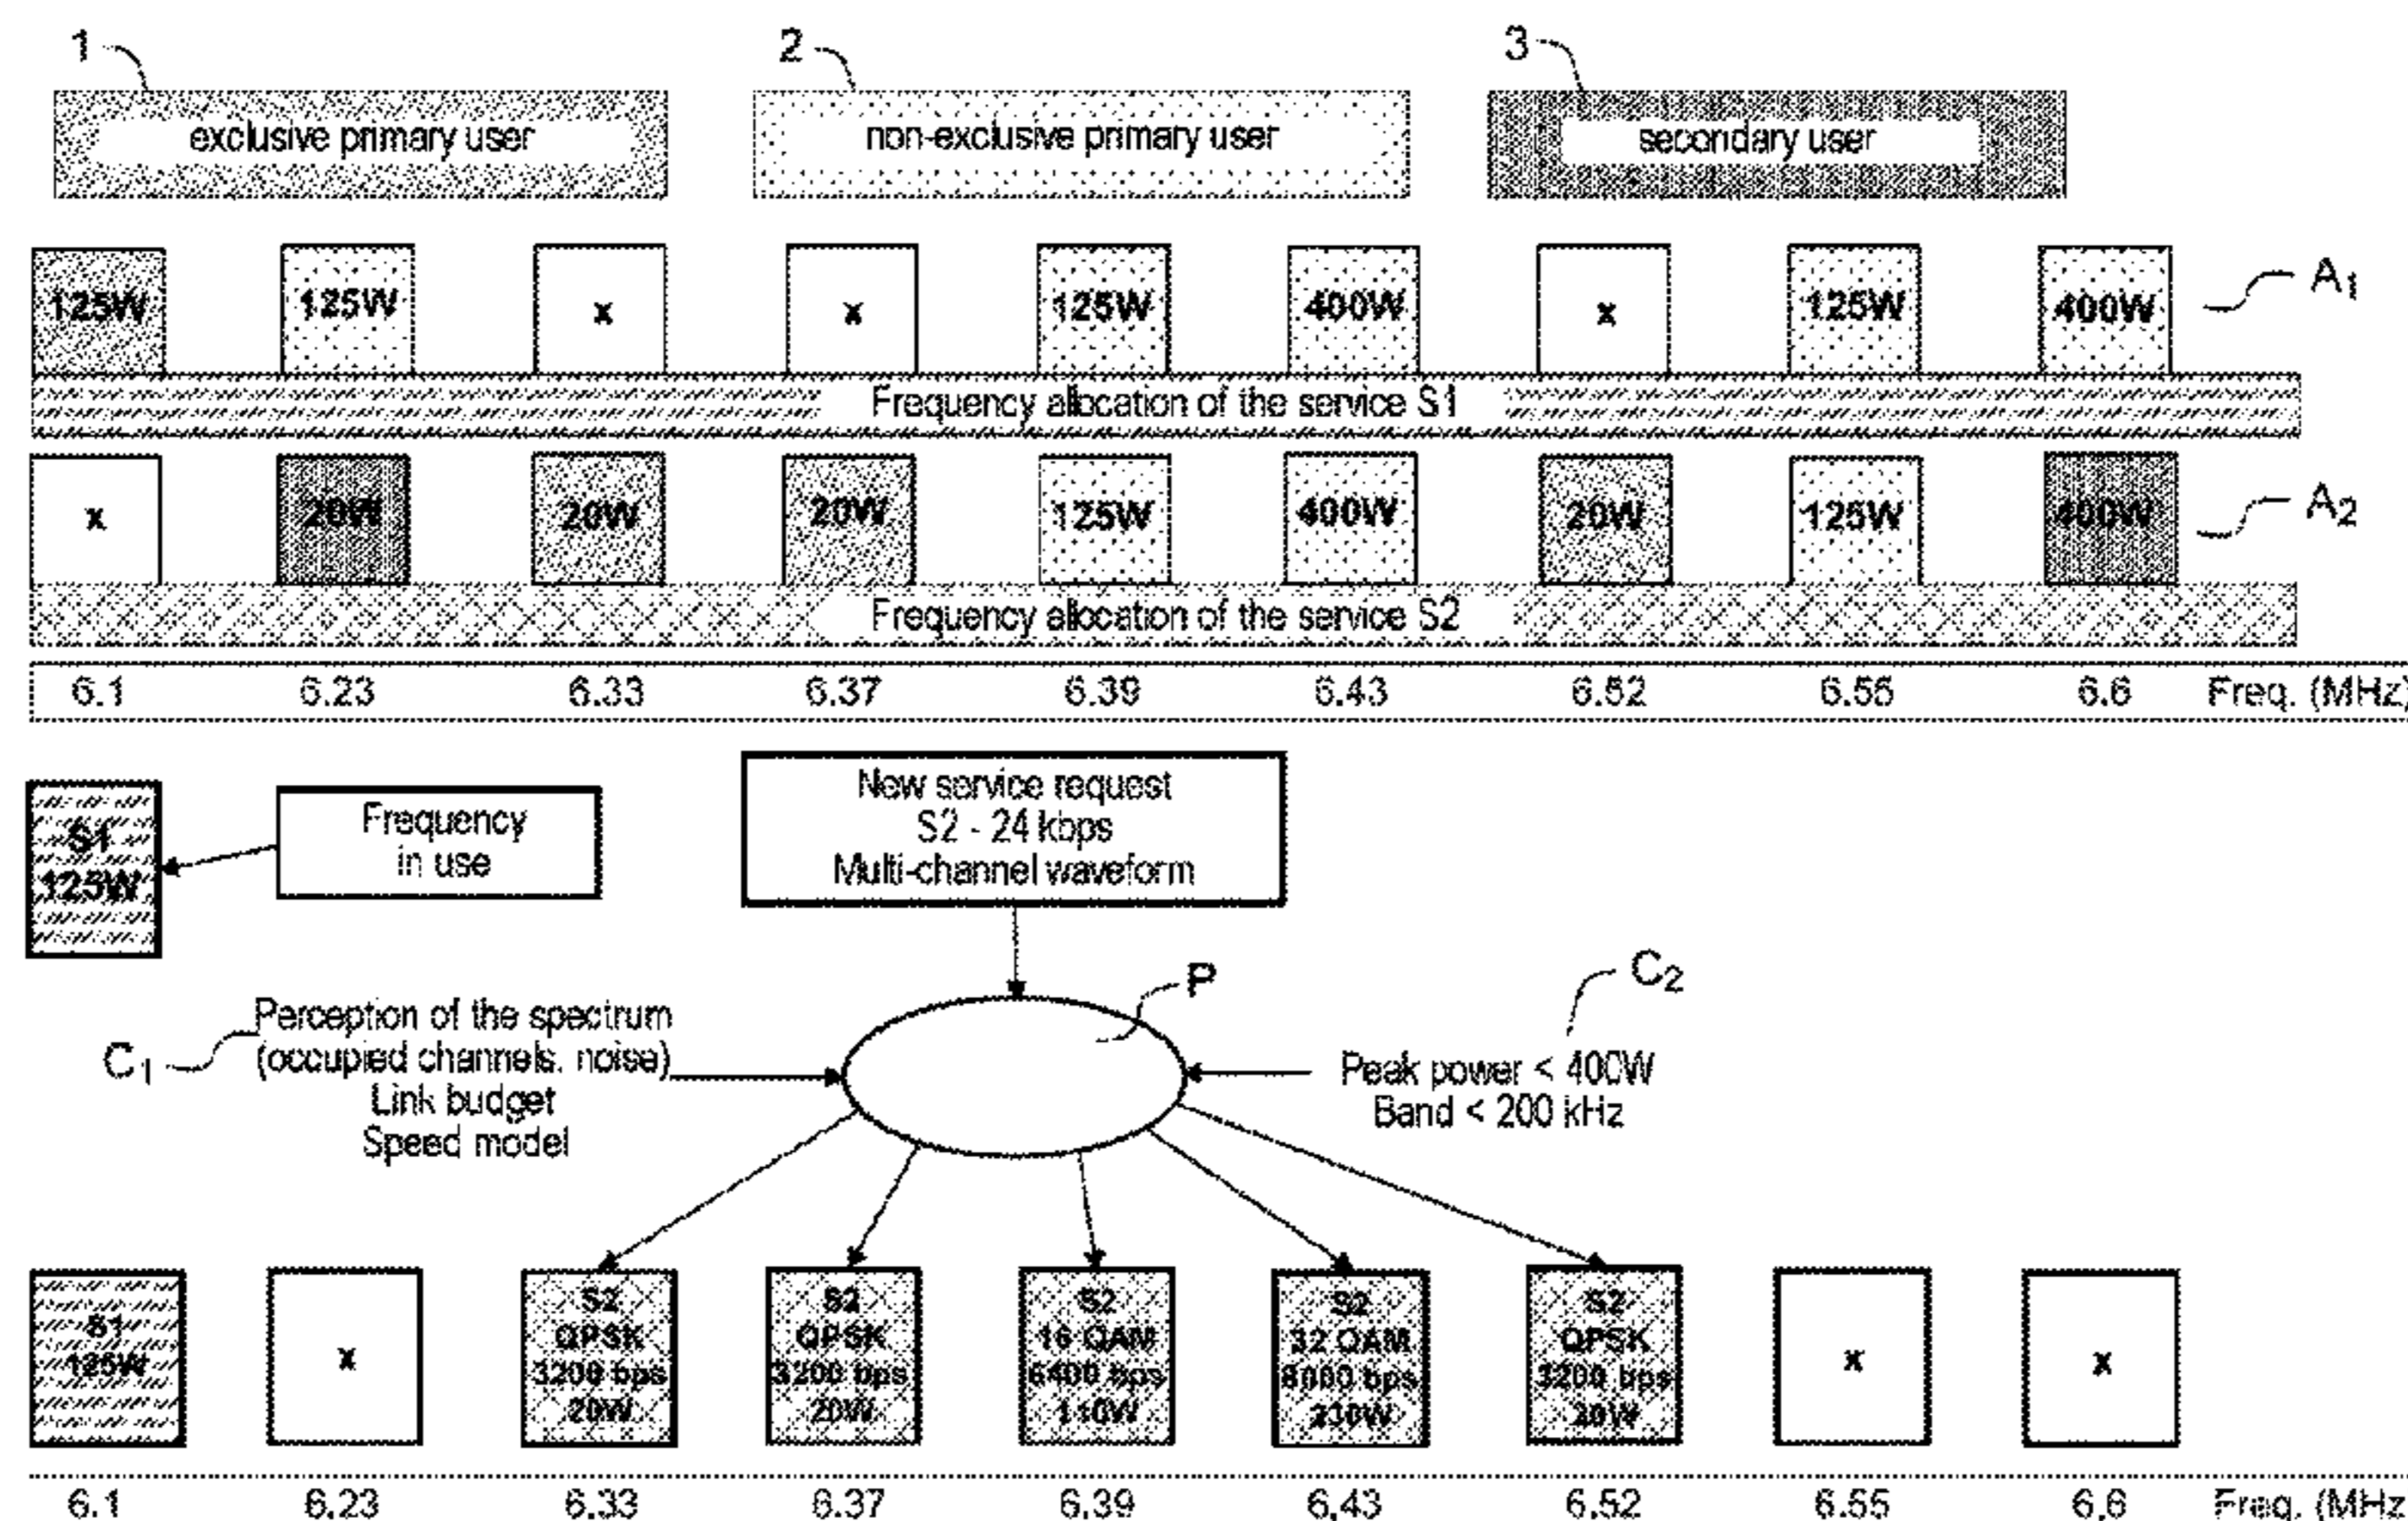 1
2
3
exclusive primary user
non-exclusive primary user
secondary user
125W 125W x x 125W 400W x 125W 400W A1
Frequency allocation of the service S1
x 20W 20W 20W 125W 400W 20W 125W 400W A2
Frequency allocation of the service S2
6.1 6.23 6.33 6.37 6.39 6.43 6.52 6.55 6.6 Freq. (MHz)
S1
125W
Frequency
in use
New service request
S2 - 24 kbps
Multi-channel waveform
P
C2
C1
Perception of the spectrum
(occupied channels, noise)
Link budget
Speed model
Peak power < 400W
Band < 200 kHz
S1
125W
x
S2
QPSK
3200 bps
20W
S2
QPSK
3200 bps
20W
S2
16 QAM
6400 bps
110W
S2
32 QAM
8000 bps
230W
S2
QPSK
3200 bps
20W
x
x
6.1 6.23 6.33 6.37 6,39 6,43 6,52 6.55 6,6 Freq. (MHz